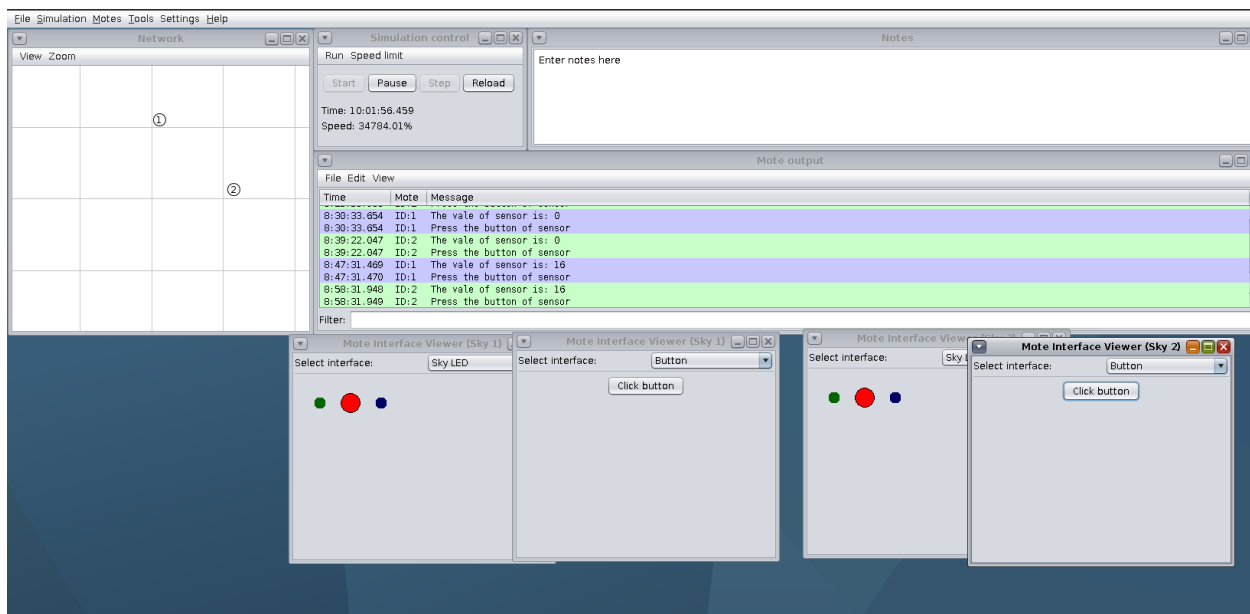 File Simulation Motes Tools Settings Help
Network
View Zoom
①
②
Simulation control
Run Speed limit
Start Pause Step Reload
Time: 10:01:56.459
Speed: 34784.01%
Notes
Enter notes here
Mote output
File Edit View
Time Mote Message
8:30:33.654 ID:1 The vale of sensor is: 0
8:30:33.654 ID:1 Press the button of sensor
8:39:22.047 ID:2 The vale of sensor is: 0
8:39:22.047 ID:2 Press the button of sensor
8:47:31.469 ID:1 The vale of sensor is: 16
8:47:31.470 ID:1 Press the button of sensor
8:58:31.948 ID:2 The vale of sensor is: 16
8:58:31.949 ID:2 Press the button of sensor
Filter:
Mote Interface Viewer (Sky 1)
Select interface: Sky LED
Mote Interface Viewer (Sky 1)
Select interface: Button
Click button
Mote Interface View
Select interface: Sky
Mote Interface Viewer (Sky 2)
Select interface: Button
Click button